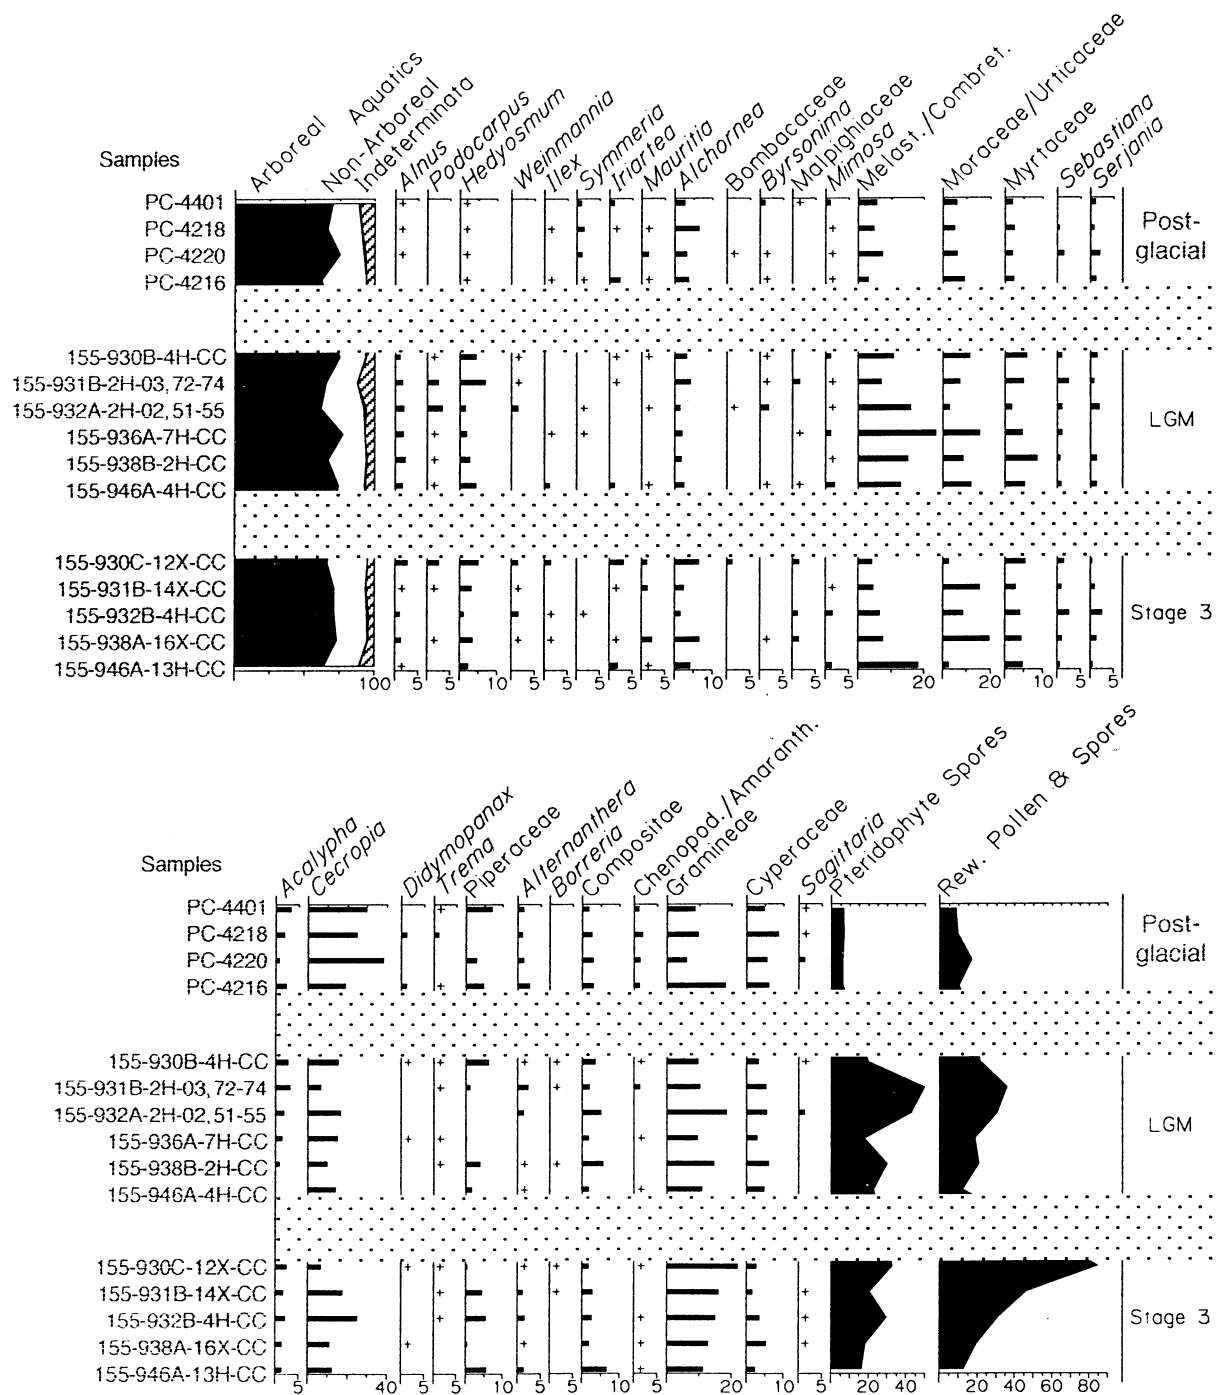 Samples
Arboreal
Non-Arboreal
Aquatics
Indeterminata
Alnus
Podocarpus
Hedyosmum
Weinmannia
Ilex
Symmeria
Iriartea
Mauritia
Alchornea
Bombacaceae
Byrsonima
Malpighiaceae
Mimosa
Melast./Combret.
Moraceae/Urticaceae
Myrtaceae
Sebastiana
Serjania
PC-4401
PC-4218
PC-4220
PC-4216
Post-
glacial
155-930B-4H-CC
155-931B-2H-03,72-74
155-932A-2H-02,51-55
155-936A-7H-CC
155-938B-2H-CC
155-946A-4H-CC
LGM
155-930C-12X-CC
155-931B-14X-CC
155-932B-4H-CC
155-938A-16X-CC
155-946A-13H-CC
Stage 3
100 5 5 10 5 5 5 5 5 10 5 5 5 5 20 20 10 5 5
Samples
Acalypha
Cecropia
Didymopanax
Trema
Piperaceae
Alternanthera
Borreria
Compositae
Chenopod./Amaranth.
Gramineae
Cyperaceae
Sagittaria
Pteridophyte Spores
Rew. Pollen & Spores
PC-4401
PC-4218
PC-4220
PC-4216
Post-
glacial
155-930B-4H-CC
155-931B-2H-03,72-74
155-932A-2H-02,51-55
155-936A-7H-CC
155-938B-2H-CC
155-946A-4H-CC
LGM
155-930C-12X-CC
155-931B-14X-CC
155-932B-4H-CC
155-938A-16X-CC
155-946A-13H-CC
Stage 3
5 40 5 5 10 5 5 10 5 20 10 5 20 40 20 40 60 80